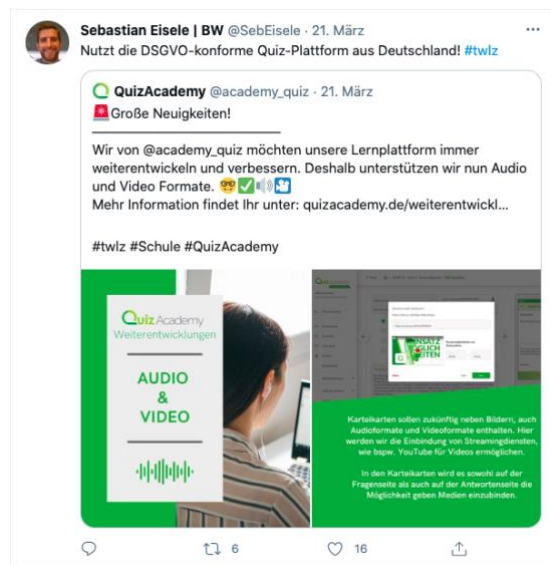 Sebastian Eisele | BW @SebEisele · 21. März
Nutzt die DSGVO-konforme Quiz-Plattform aus Deutschland! #twlz
QuizAcademy @academy_quiz · 21. März
🚨Große Neuigkeiten!
Wir von @academy_quiz möchten unsere Lernplattform immer
weiterentwickeln und verbessern. Deshalb unterstützen wir nun Audio
und Video Formate. 🤓✅🔊🎦
Mehr Information findet Ihr unter: quizacademy.de/weiterentwickl...
#twlz #Schule #QuizAcademy
QuizAcademy
Weiterentwicklungen
AUDIO
&
VIDEO
Karteikarten sollen zukünftig neben Bildern, auch
Audioformate und Videoformate enthalten. Hier
werden wir die Einbindung von Streamingdiensten,
wie bspw. YouTube für Videos ermöglichen.
In den Karteikarten wird es sowohl auf der
Fragenseite als auch auf der Antwortenseite die
Möglichkeit geben Medien einzubinden.
6
16